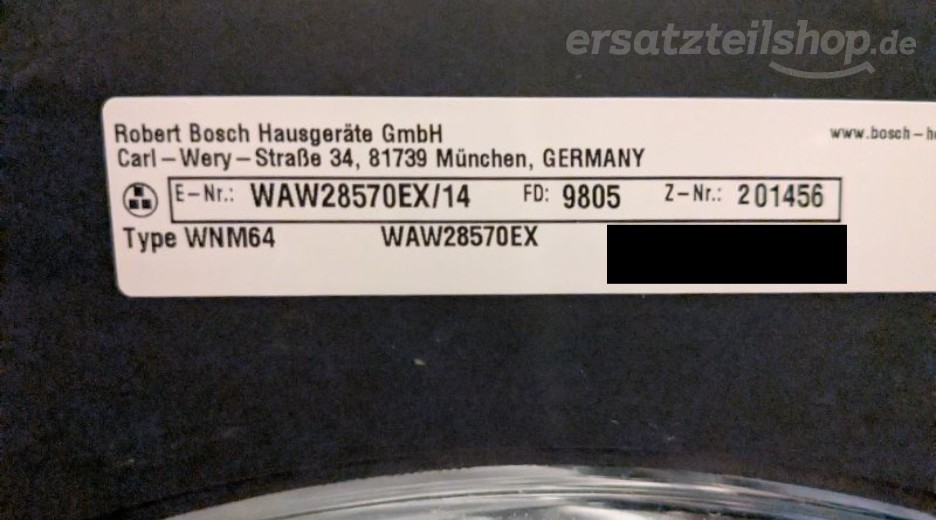 ersatzteilshop.de
Robert Bosch Hausgeräte GmbH www.bosch-h
Carl-Wery-Straße 34, 81739 München, GERMANY
E-Nr.: WAW28570EX/14 FD: 9805 Z-Nr.: 201456
Type WNM64 WAW28570EX